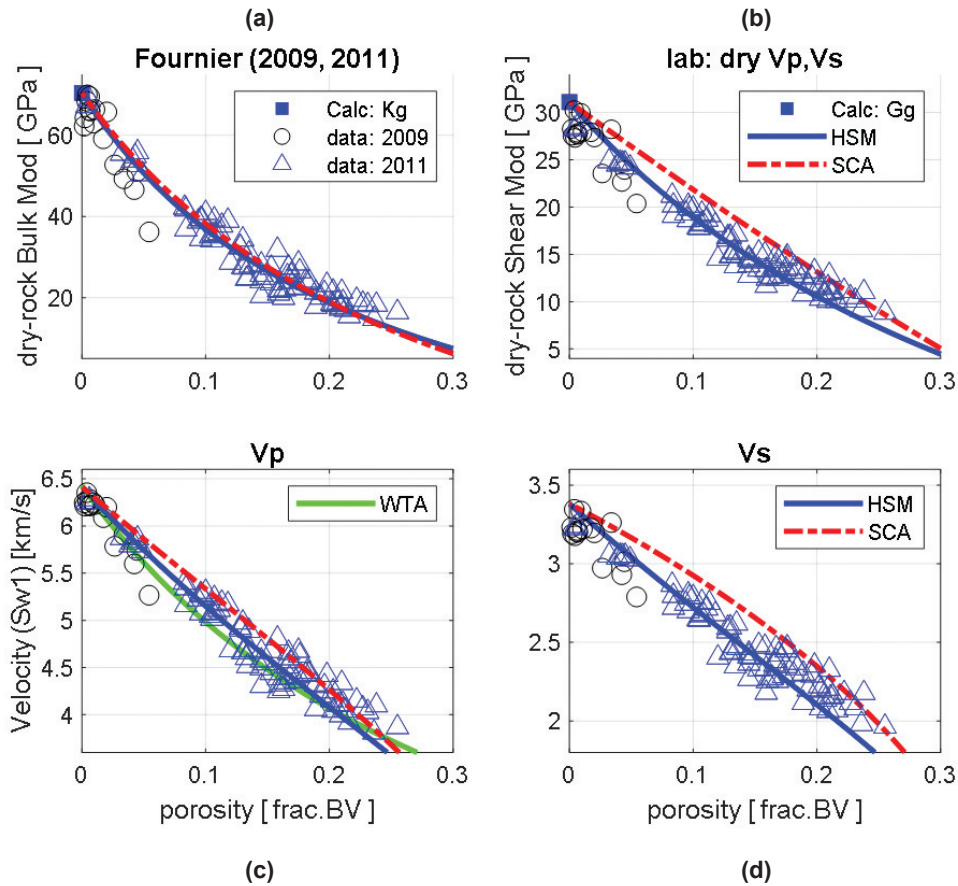 (a)
(b)
Fournier (2009, 2011)
lab: dry Vp,Vs
dry-rock Bulk Mod [ GPa]
60
40
20
0
0.1
0.2
0.3
Calc: Kg
data: 2009
data: 2011
dry-rock Shear Mod [ GPa]
30
25
20
15
10
5
0
0.1
0.2
0.3
Calc: Gg
HSM
SCA
Vp
Vs
Velocity (Sw1) [km/s]
6.5
6
5.5
5
4.5
4
0
0.1
0.2
0.3
WTA
porosity [ frac.BV ]
3.5
3
2.5
2
0
0.1
0.2
0.3
HSM
SCA
porosity [ frac.BV ]
(c)
(d)